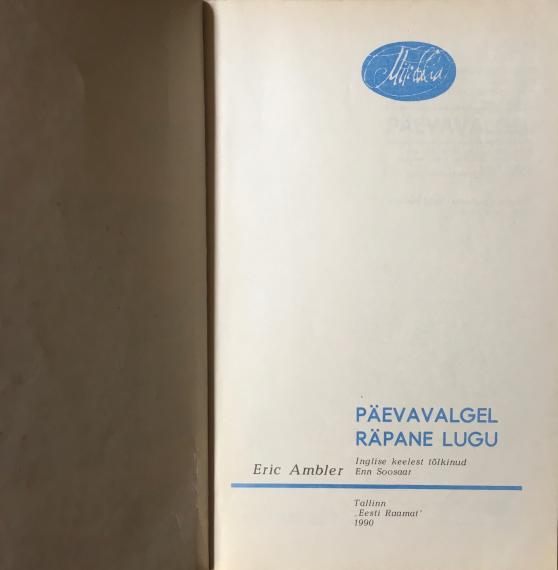 Mirabilia
PÄEVAVALGEL
RÄPANE LUGU
Eric Ambler
Inglise keelest tõlkinud
Enn Soosaar
Tallinn
„Eesti Raamat"
1990